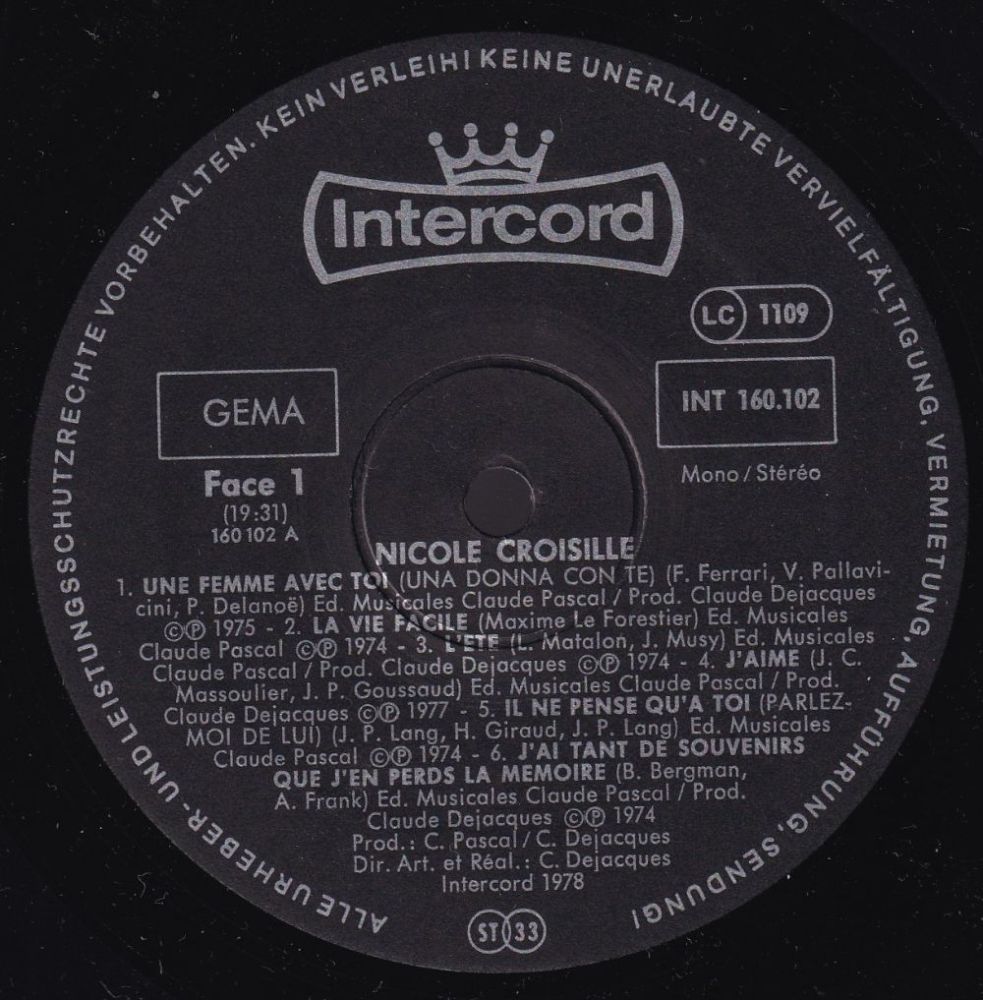 ALLE URHEBER- UND LEISTUNGSSCHUTZRECHTE VORBEHALTEN. KEIN VERLEIH! KEINE UNERLAUBTE VERVIELFÄLTIGUNG, VERMIETUNG, AUFFÜHRUNG, SENDUNG!
Intercord
LC 1109
GEMA
INT 160.102
Face 1
(19:31)
160 102 A
Mono / Stéréo
NICOLE CROISILLE
1. UNE FEMME AVEC TOI (UNA DONNA CON TE) (F. Ferrari, V. Pallavi-
cini, P. Delanoë) Ed. Musicales Claude Pascal / Prod. Claude Dejacques
©℗ 1975 - 2. LA VIE FACILE (Maxime Le Forestier) Ed. Musicales
Claude Pascal ©℗ 1974 - 3. L'ETE (L. Matalon, J. Musy) Ed. Musicales
Claude Pascal / Prod. Claude Dejacques ©℗ 1974 - 4. J'AIME (J. C.
Massoulier, J. P. Goussaud) Ed. Musicales Claude Pascal / Prod.
Claude Dejacques ©℗ 1977 - 5. IL NE PENSE QU'A TOI (PARLEZ-
MOI DE LUI) (J. P. Lang, H. Giraud, J. P. Lang) Ed. Musicales
Claude Pascal ©℗ 1974 - 6. J'AI TANT DE SOUVENIRS
QUE J'EN PERDS LA MEMOIRE (B. Bergman,
A. Frank) Ed. Musicales Claude Pascal / Prod.
Claude Dejacques ©℗ 1974
Prod.: C. Pascal / C. Dejacques
Dir. Art. et Réal.: C. Dejacques
Intercord 1978
ST 33